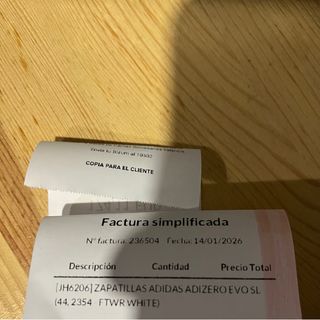 COPIA PARA EL CLIENTE
Factura simplificada
Nº factura: 236504 Fecha: 14/01/2026
Descripción Cantidad Precio Total
[JH6206] ZAPATILLAS ADIDAS ADIZERO EVO SL
(44, 2354 FTWR WHITE)